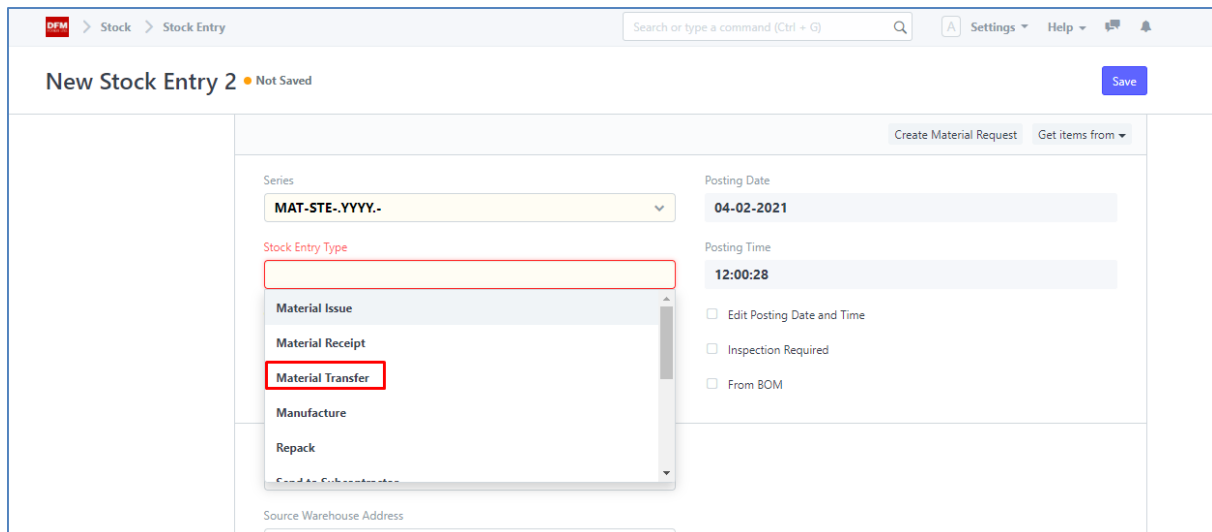 DFM
Stock
Stock Entry
Search or type a command (Ctrl + G)
A
Settings
Help
New Stock Entry 2
Not Saved
Save
Create Material Request
Get items from
Series
MAT-STE-.YYYY.-
Posting Date
04-02-2021
Stock Entry Type
Posting Time
12:00:28
Material Issue
Material Receipt
Material Transfer
Manufacture
Repack
Send to Subcontractor
Edit Posting Date and Time
Inspection Required
From BOM
Source Warehouse Address